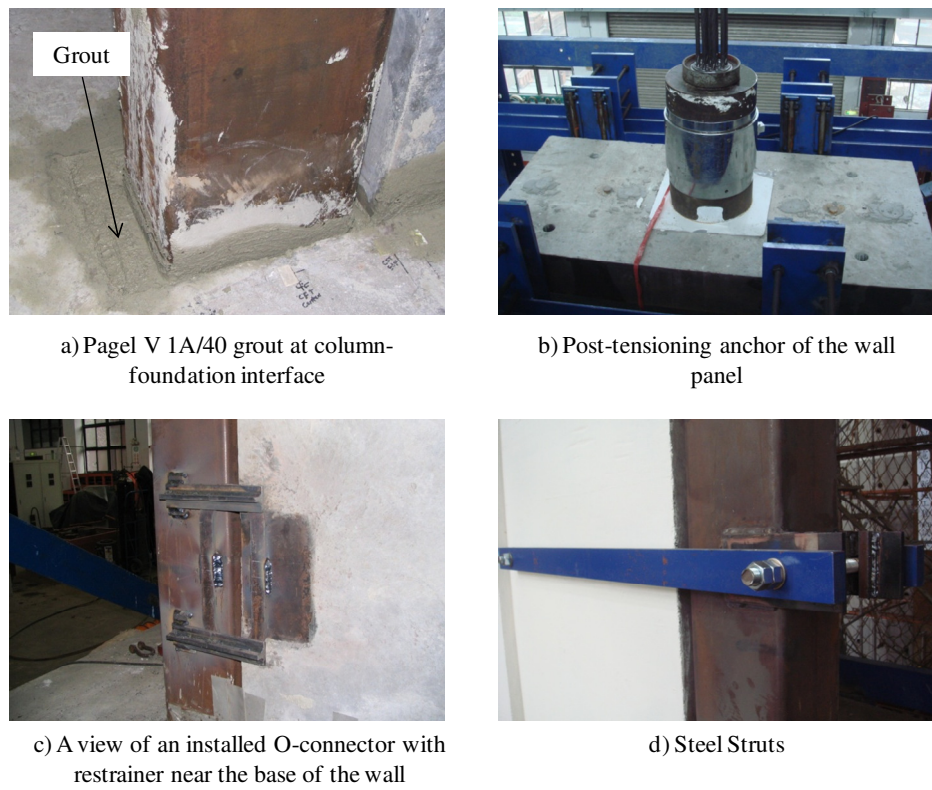 Grout
a) Pagel V 1A/40 grout at column-
foundation interface
b) Post-tensioning anchor of the wall
panel
c) A view of an installed O-connector with
restrainer near the base of the wall
d) Steel Struts